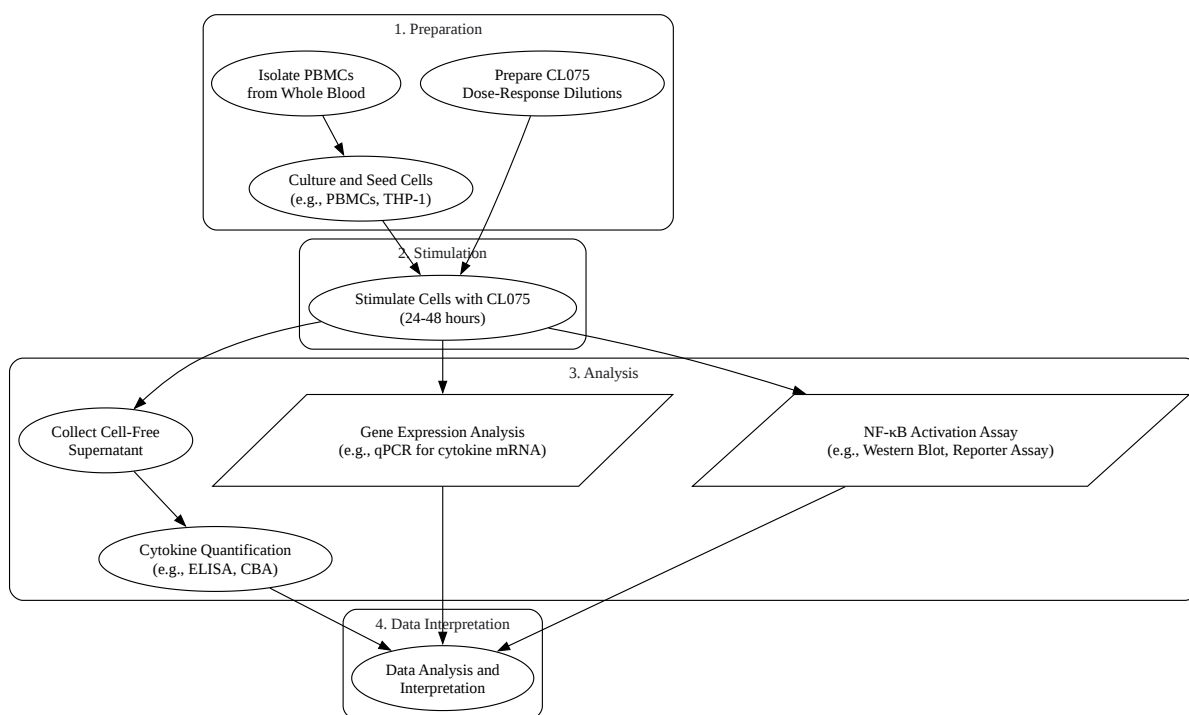 1. Preparation
Isolate PBMCs
from Whole Blood
Prepare CL075
Dose-Response Dilutions
Culture and Seed Cells
(e.g., PBMCs, THP-1)
2. Stimulation
Stimulate Cells with CL075
(24-48 hours)
3. Analysis
Collect Cell-Free
Supernatant
Gene Expression Analysis
(e.g., qPCR for cytokine mRNA)
NF-κB Activation Assay
(e.g., Western Blot, Reporter Assay)
Cytokine Quantification
(e.g., ELISA, CBA)
4. Data Interpretation
Data Analysis and
Interpretation